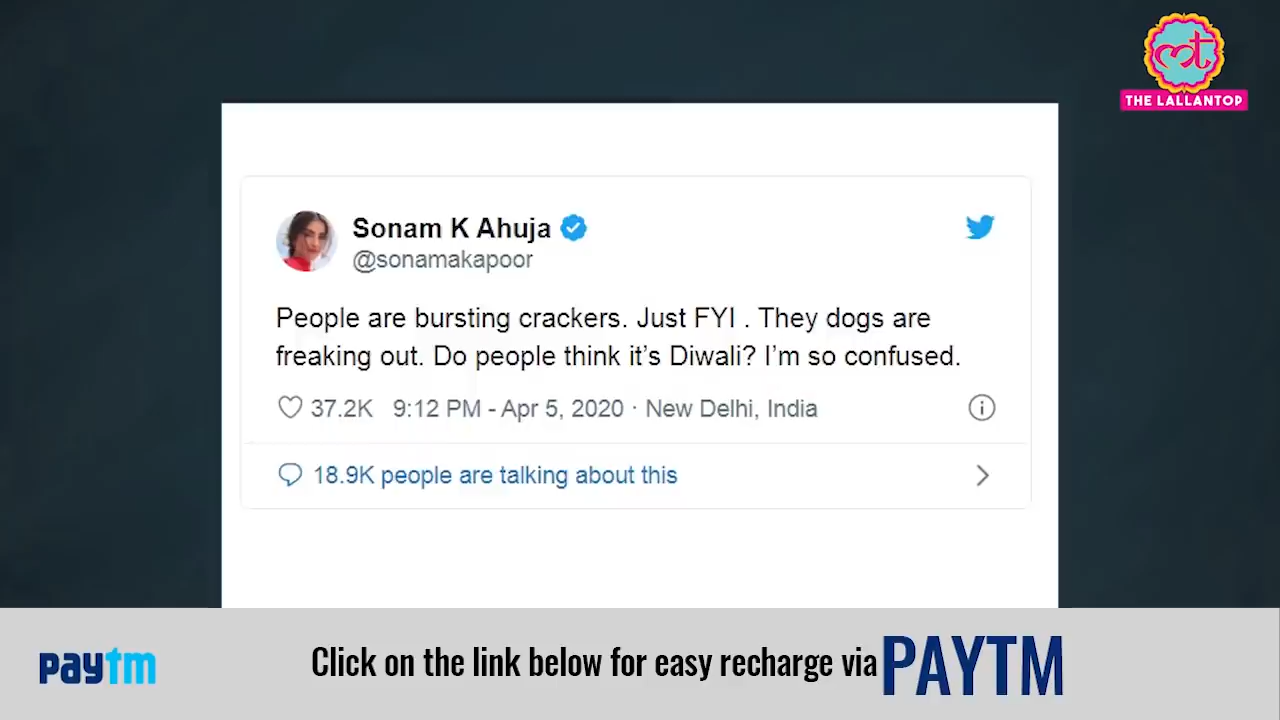 मt
THE LALLANTOP
Sonam K Ahuja
@sonamakapoor
People are bursting crackers. Just FYI . They dogs are
freaking out. Do people think it’s Diwali? I’m so confused.
37.2K 9:12 PM - Apr 5, 2020 · New Delhi, India
18.9K people are talking about this
paytm
Click on the link below for easy recharge via PAYTM